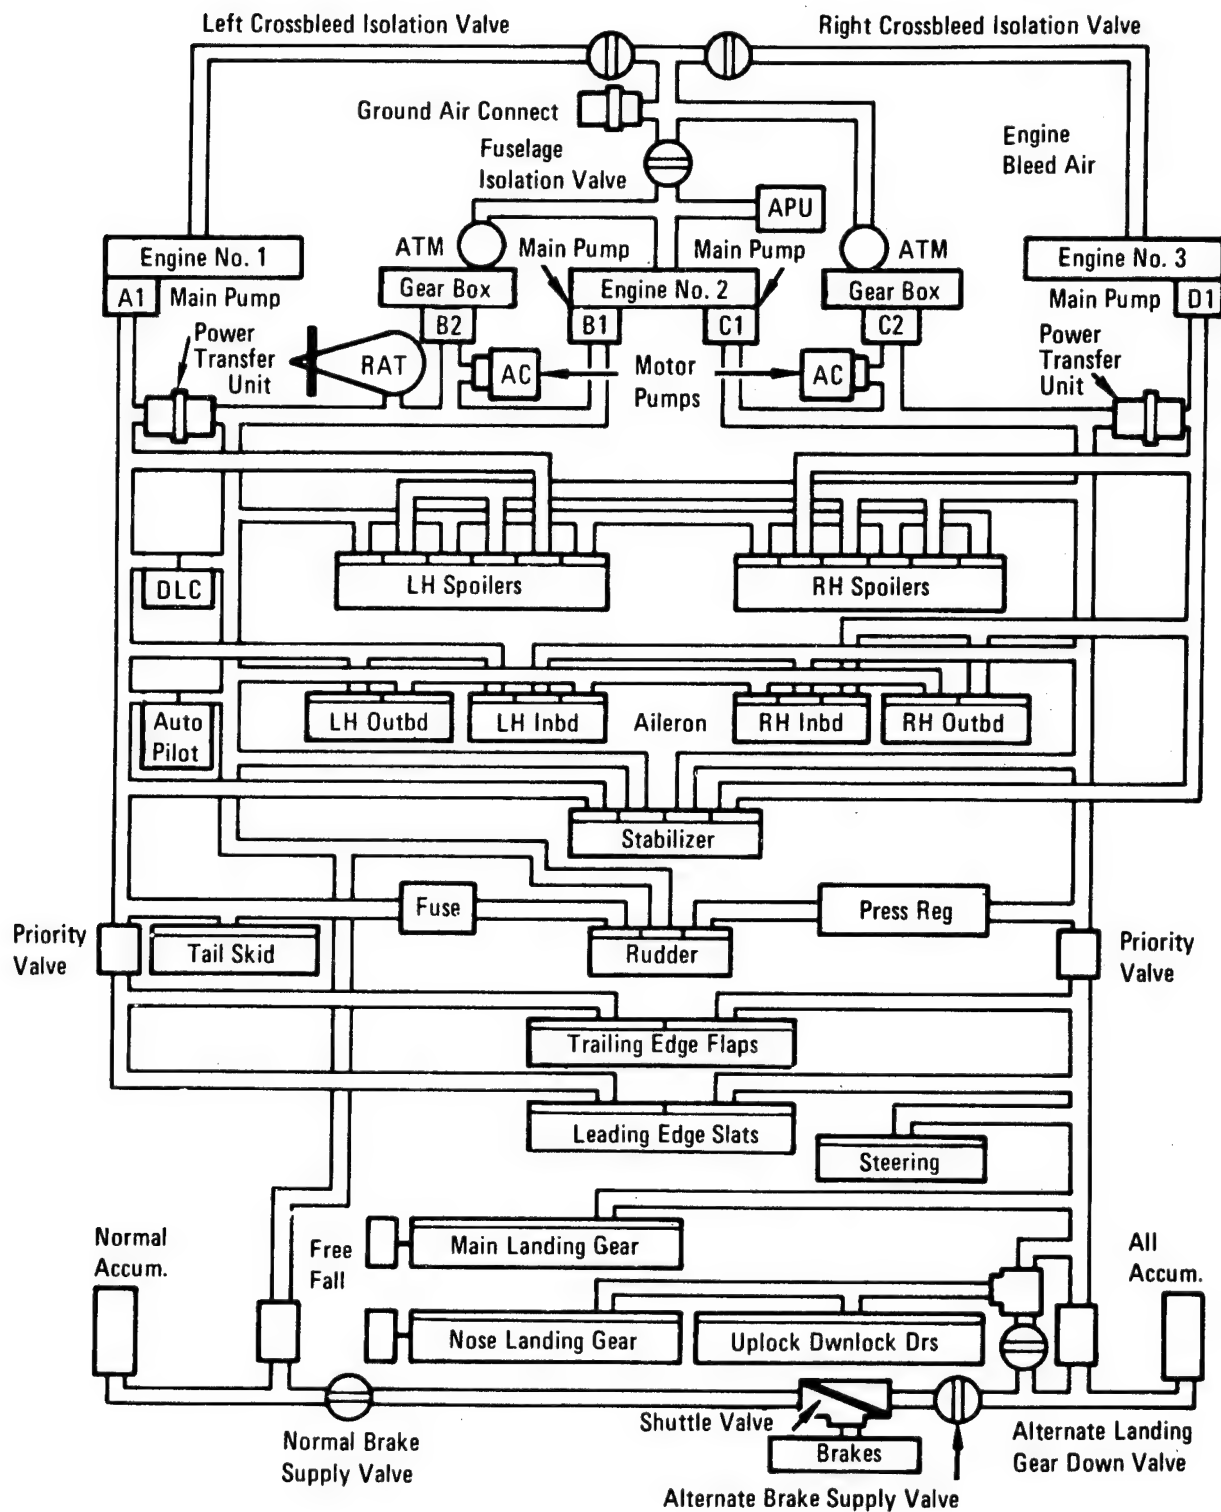 Left Crossbleed Isolation Valve
Right Crossbleed Isolation Valve
Ground Air Connect
Engine
Bleed Air
Fuselage
Isolation Valve
APU
ATM
Main Pump
Main Pump
ATM
Engine No. 1
Gear Box
Engine No. 2
Gear Box
Engine No. 3
A1
Main Pump
B2
B1
C1
C2
Main Pump
D1
Power
Transfer
Unit
RAT
AC
Motor
Pumps
AC
Power
Transfer
Unit
LH Spoilers
RH Spoilers
DLC
LH Outbd
LH Inbd
Aileron
RH Inbd
RH Outbd
Auto
Pilot
Stabilizer
Fuse
Press Reg
Priority
Valve
Tail Skid
Rudder
Priority
Valve
Trailing Edge Flaps
Leading Edge Slats
Steering
Normal
Accum.
Free
Fall
Main Landing Gear
All
Accum.
Nose Landing Gear
Uplock Dwnlock Drs
Shuttle Valve
Normal Brake
Supply Valve
Brakes
Alternate Landing
Gear Down Valve
Alternate Brake Supply Valve